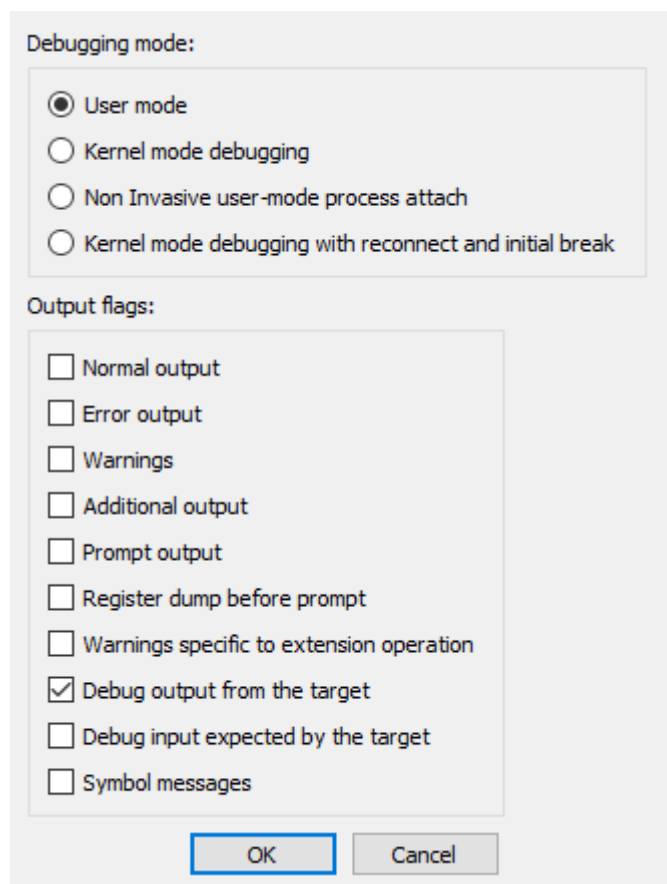 Debugging mode:
User mode
Kernel mode debugging
Non Invasive user-mode process attach
Kernel mode debugging with reconnect and initial break
Output flags:
Normal output
Error output
Warnings
Additional output
Prompt output
Register dump before prompt
Warnings specific to extension operation
Debug output from the target
Debug input expected by the target
Symbol messages
OK Cancel